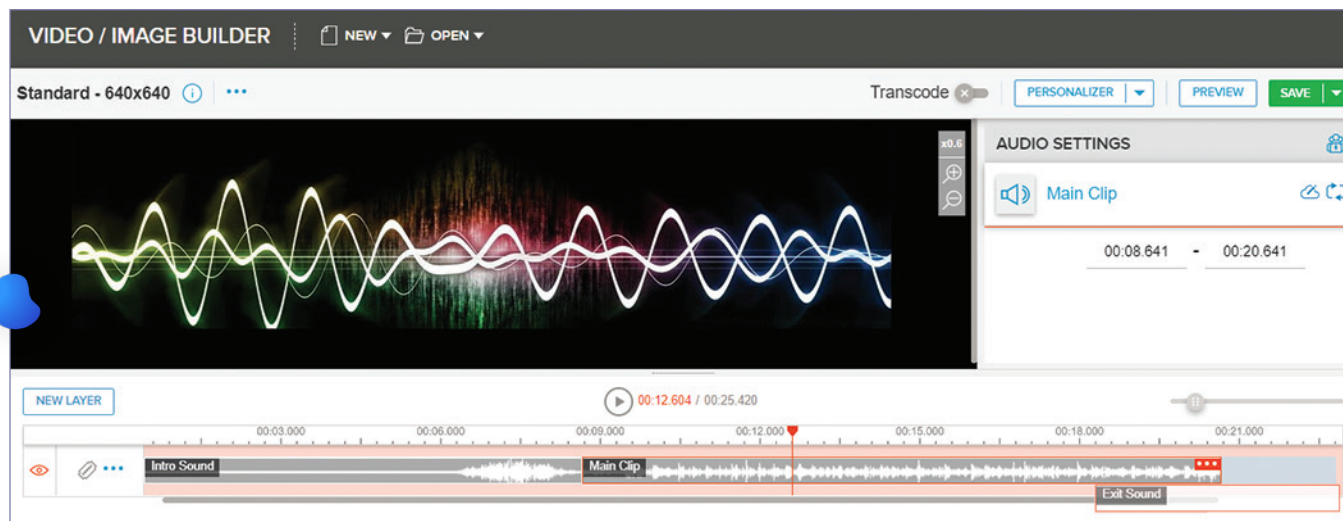 VIDEO / IMAGE BUILDER NEW OPEN
Standard - 640x640 Transcode PERSONALIZER PREVIEW SAVE
x0.6
AUDIO SETTINGS
Main Clip
00:08.641 - 00:20.641
NEW LAYER 00:12.604 / 00:25.420
00:03.000 00:06.000 00:09.000 00:12.000 00:15.000 00:18.000 00:21.000
Intro Sound Main Clip
Exit Sound